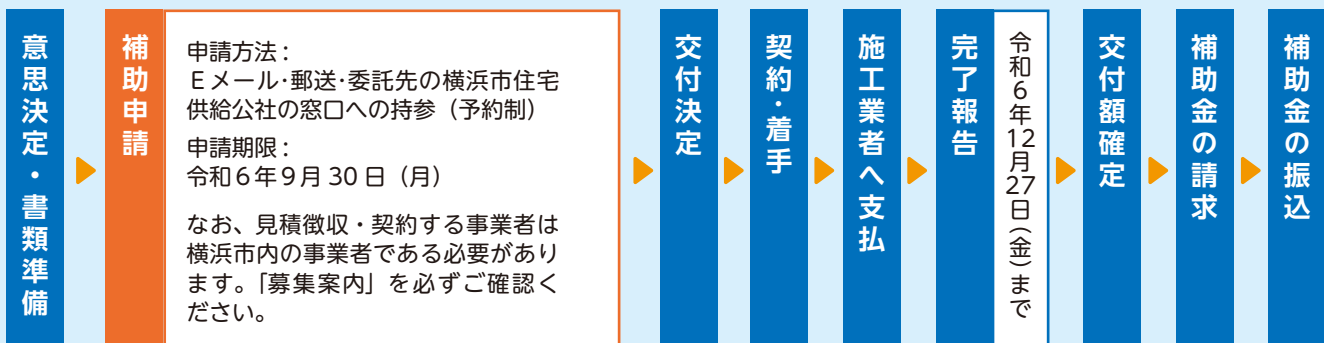 意思決定・書類準備
補助申請
申請方法：
Ｅメール・郵送・委託先の横浜市住宅
供給公社の窓口への持参（予約制）
申請期限：
令和６年９月 30 日（月）
なお、見積徴収・契約する事業者は
横浜市内の事業者である必要があり
ます。「募集案内」を必ずご確認く
ださい。
交付決定
契約・着手
施工業者へ支払
完了報告
令和６年12月27日（金）まで
交付額確定
補助金の請求
補助金の振込